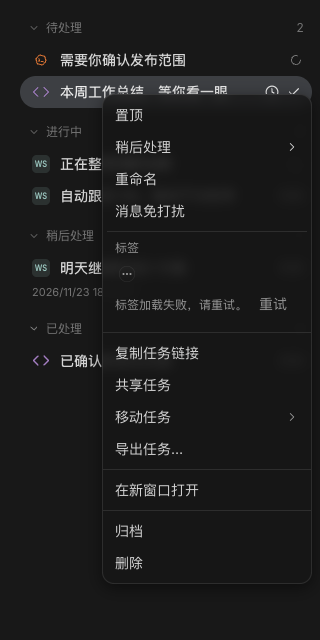 待处理 2
需要你确认发布范围
本周工作总结，等你看一眼
置顶
进行中
稍后处理
WS 正在整
重命名
WS 自动跟
消息免打扰
稍后处理
标签
WS 明天继
...
2026/11/23 18
标签加载失败，请重试。 重试
已处理
复制任务链接
已确认
共享任务
移动任务
导出任务...
在新窗口打开
归档
删除